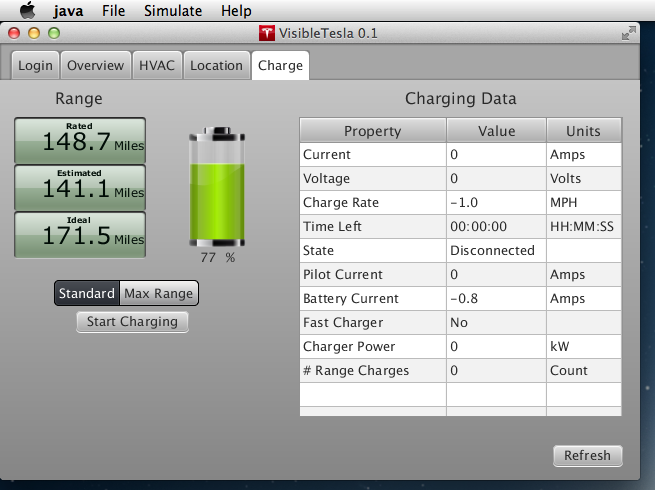 java File Simulate Help
VisibleTesla 0.1
Login Overview HVAC Location Charge
Range
Rated
148.7 Miles
Estimated
141.1 Miles
Ideal
171.5 Miles
77 %
Standard Max Range
Start Charging
Charging Data
Property Value Units
Current 0 Amps
Voltage 0 Volts
Charge Rate -1.0 MPH
Time Left 00:00:00 HH:MM:SS
State Disconnected
Pilot Current 0 Amps
Battery Current -0.8 Amps
Fast Charger No
Charger Power 0 kW
# Range Charges 0 Count
Refresh